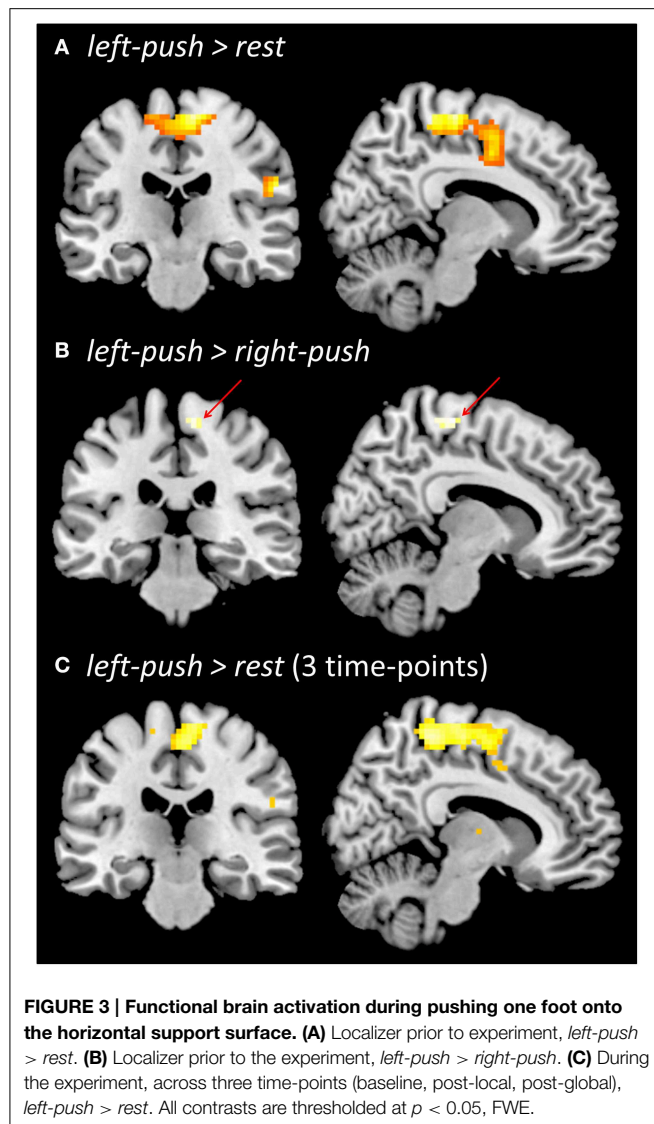 A left-push > rest
B left-push > right-push
C left-push > rest (3 time-points)
FIGURE 3 | Functional brain activation during pushing one foot onto
the horizontal support surface. (A) Localizer prior to experiment, left-push
> rest. (B) Localizer prior to the experiment, left-push > right-push. (C) During
the experiment, across three time-points (baseline, post-local, post-global),
left-push > rest. All contrasts are thresholded at p < 0.05, FWE.